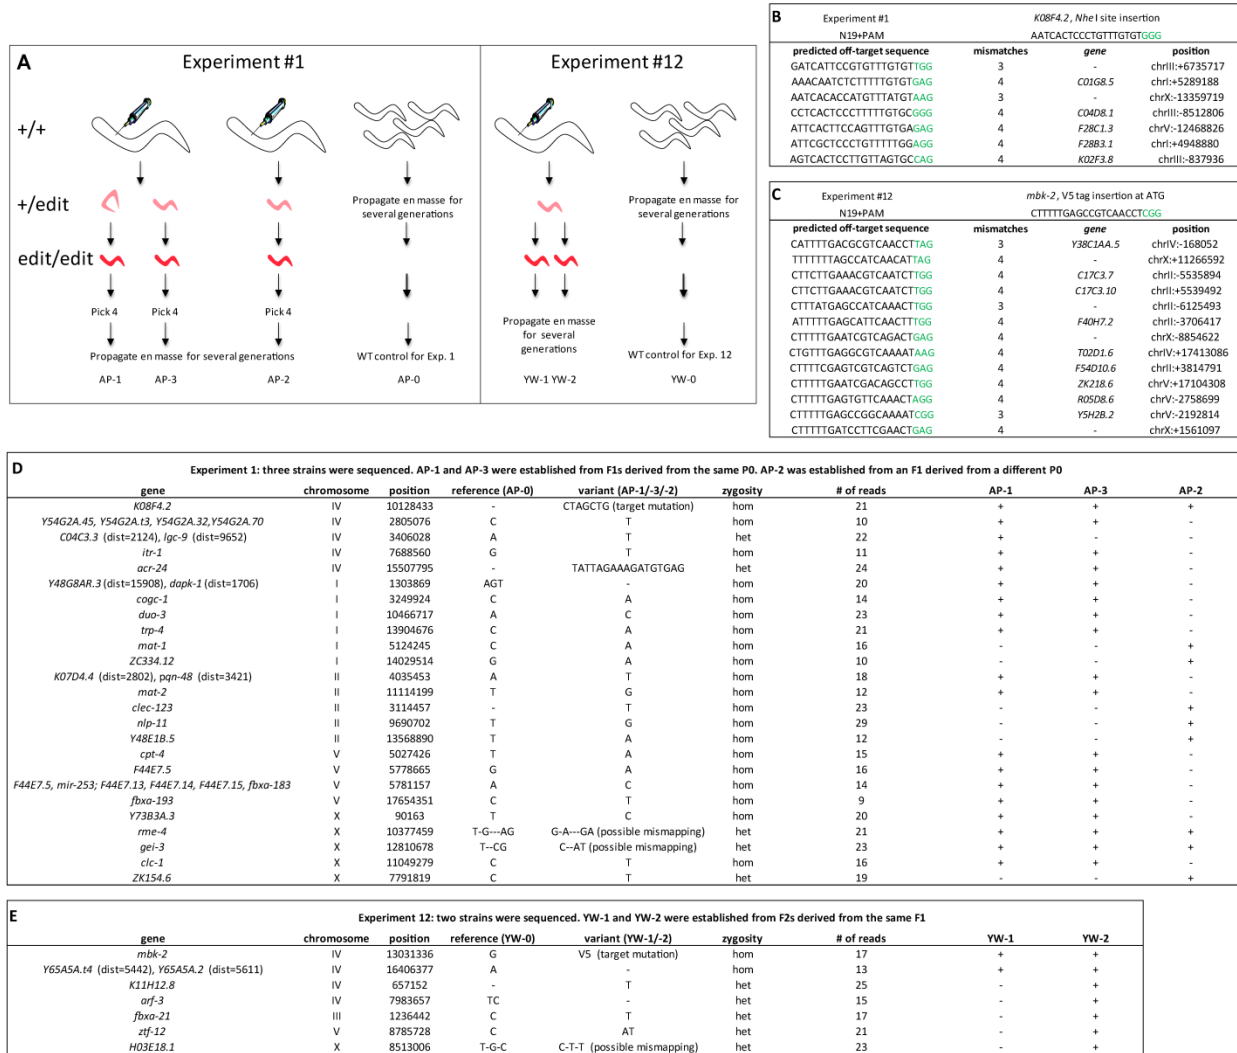 A
Experiment #1
Experiment #12
+/+
+/edit
Propagate en masse for
several generations
Propagate en masse for
several generations
edit/edit
Pick 4
Pick 4
Pick 4
Propagate en masse
for several
generations
Propagate en masse for several generations
WT control for Exp. 1
WT control for Exp. 12
AP-1
AP-3
AP-2
AP-0
YW-1 YW-2
YW-0
B
Experiment #1 K08F4.2, Nhe I site insertion
N19+PAM AATCACTCCCTGTTTGTGTGGG
predicted off-target sequence mismatches gene position
GATCATTCCGTGTTTGTGTTGG 3 - chrIII:+6735717
AAACAATCTCTTTTTGTGTGAG 4 C01G8.5 chrI:+5289188
AATCACACCATGTTTATGTAAG 3 - chrX:-13359719
CCTCACTCCCTTTTTGTGCGGG 4 C04D8.1 chrIII:-8512806
ATTCACTTCCAGTTTGTGAGAG 4 F28C1.3 chrV:-12468826
ATTCGCTCCCTGTTTTTGGAGG 4 F28B3.1 chrI:+4948880
AGTCACTCCTTGTTAGTGCCAG 4 K02F3.8 chrIII:-837936
C
Experiment #12 mbk-2, V5 tag insertion at ATG
N19+PAM CTTTTTGAGCCGTCAACCTCGG
predicted off-target sequence mismatches gene position
CATTTTGACGCGTCAACCTTAG 3 Y38C1AA.5 chrIV:-168052
TTTTTTTAGCCATCAACATTAG 4 - chrX:+11266592
CTTCTTGAAACGTCAATCTTGG 4 C17C3.7 chrII:-5535894
CTTCTTGAAACGTCAATCTTGG 4 C17C3.10 chrII:+5539492
CTTTATGAGCCATCAAACTTGG 3 - chrII:-6125493
ATTTTTGAGCATTCAACTTTGG 4 F40H7.2 chrII:-3706417
CTTTTTGAATCGTCAGACTGAG 4 - chrX:-8854622
CTGTTTGAGGCGTCAAAATAAG 4 T02D1.6 chrIV:+17413086
CTTTTCGAGTCGTCAGTCTGAG 4 F54D10.6 chrII:+3814791
CTTTTTGAATCGACAGCCTTGG 4 ZK218.6 chrV:+17104308
CTTTTTGAGTGTTCAAACTAGG 4 R05D8.6 chrV:-2758699
CTTTTTGAGCCGGCAAAATCGG 3 Y5H2B.2 chrV:-2192814
CTTTTTGATCCTTCGAACTGAG 4 - chrX:+1561097
D
Experiment 1: three strains were sequenced. AP-1 and AP-3 were established from F1s derived from the same P0. AP-2 was established from an F1 derived from a different P0
gene chromosome position reference (AP-0) variant (AP-1/-3/-2) zygosity # of reads AP-1 AP-3 AP-2
K08F4.2 IV 10128433 - CTAGCTG (target mutation) hom 21 + + +
Y54G2A.45, Y54G2A.t3, Y54G2A.32,Y54G2A.70 IV 2805076 C T hom 10 + + -
C04C3.3 (dist=2124), lgc-9 (dist=9652) IV 3406028 A T het 22 + - -
itr-1 IV 7688560 G T hom 11 + + -
acr-24 IV 15507795 - TATTAGAAAGATGTGAG het 24 + + -
Y48G8AR.3 (dist=15908), dapk-1 (dist=1706) I 1303869 AGT - hom 20 + + -
cogc-1 I 3249924 C A hom 14 + + -
duo-3 I 10466717 A C hom 23 + + -
trp-4 I 13904676 C A hom 21 + + -
mat-1 I 5124245 C A hom 16 - - +
ZC334.12 I 14029514 G A hom 10 - - +
K07D4.4 (dist=2802), pqn-48 (dist=3421) II 4035453 A T hom 18 + + -
mat-2 II 11114199 T G hom 12 + + -
clec-123 II 3114457 - T hom 23 - - +
nlp-11 II 9690702 T G hom 29 - - +
Y48E1B.5 II 13568890 T A hom 12 - - +
cpt-4 V 5027426 T A hom 15 + + -
F44E7.5 V 5778665 G A hom 16 + + -
F44E7.5, mir-253; F44E7.13, F44E7.14, F44E7.15, fbxa-183 V 5781157 A C hom 14 + + -
fbxa-193 V 17654351 C T hom 9 + + -
Y73B3A.3 X 90163 T C hom 20 + + -
rme-4 X 10377459 T-G---AG G-A---GA (possible mismapping) het 21 + + +
gei-3 X 12810678 T--CG C--AT (possible mismapping) het 23 + + +
clc-1 X 11049279 C T hom 16 + + -
ZK154.6 X 7791819 C T het 19 - - +
E
Experiment 12: two strains were sequenced. YW-1 and YW-2 were established from F2s derived from the same F1
gene chromosome position reference (YW-0) variant (YW-1/-2) zygosity # of reads YW-1 YW-2
mbk-2 IV 13031336 G V5 (target mutation) hom 17 + +
Y65A5A.t4 (dist=5442), Y65A5A.2 (dist=5611) IV 16406377 A - hom 13 + +
K11H12.8 IV 657152 - T het 25 - +
arf-3 IV 7983657 TC - het 15 - +
fbxa-21 III 1236442 C T het 17 - +
ztf-12 V 8785728 C AT het 21 - +
H03E18.1 X 8513006 T-G-C C-T-T (possible mismapping) het 23 - +